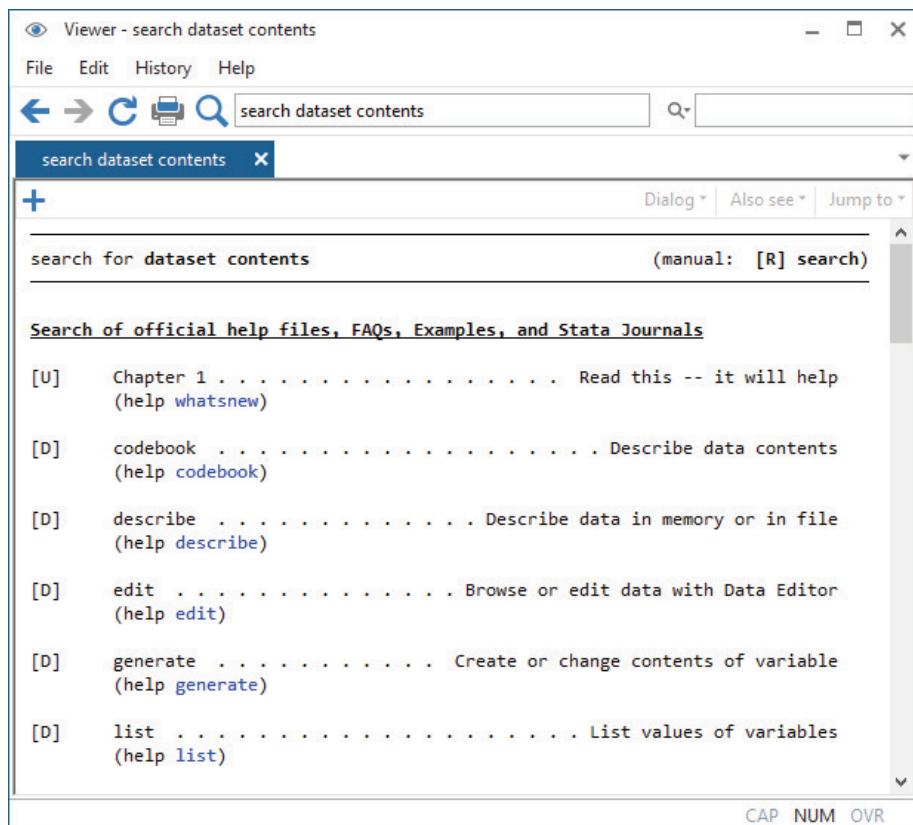 Viewer - search dataset contents
File Edit History Help
search dataset contents
search dataset contents
Dialog Also see Jump to
search for dataset contents (manual: [R] search)
Search of official help files, FAQs, Examples, and Stata Journals
[U] Chapter 1 . . . . . . . . . . . . . . . . . Read this -- it will help
(help whatsnew)
[D] codebook . . . . . . . . . . . . . . . . . . . Describe data contents
(help codebook)
[D] describe . . . . . . . . . . . . . Describe data in memory or in file
(help describe)
[D] edit . . . . . . . . . . . . . . Browse or edit data with Data Editor
(help edit)
[D] generate . . . . . . . . . . . Create or change contents of variable
(help generate)
[D] list . . . . . . . . . . . . . . . . . . . . List values of variables
(help list)
CAP NUM OVR